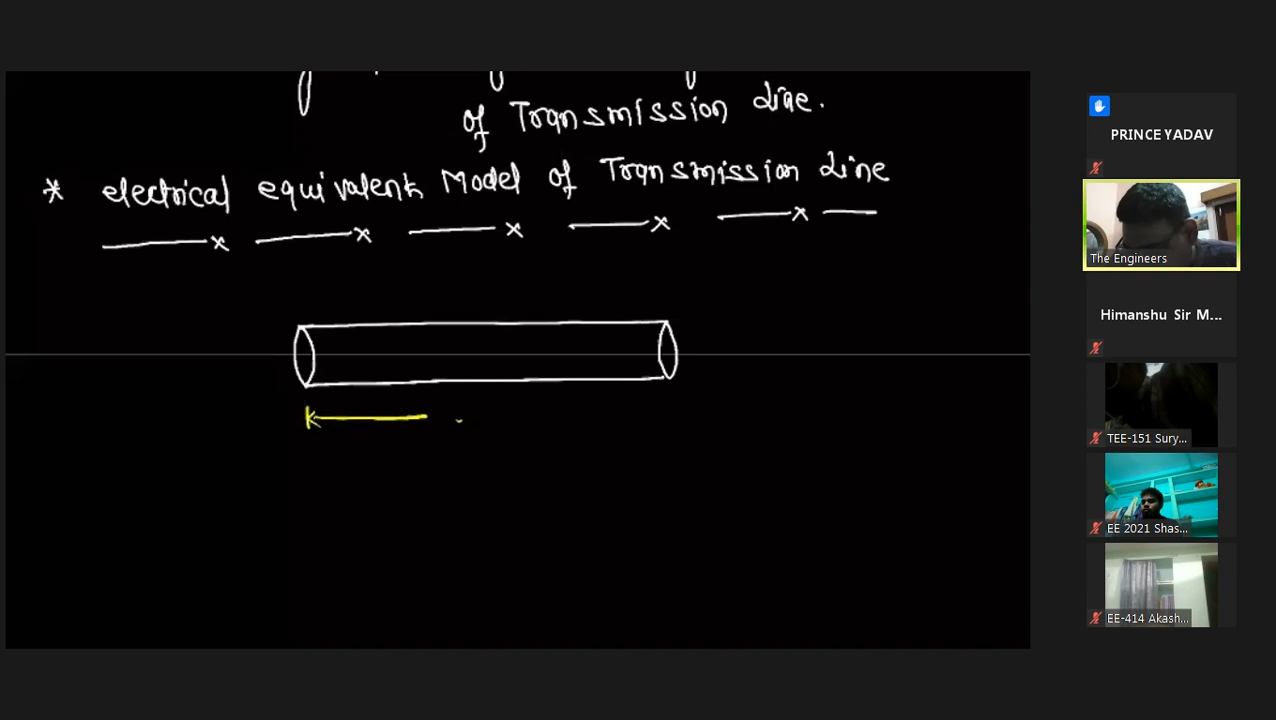 of Transmission Line.
* electrical equivalent Model of Transmission Line
PRINCE YADAV
The Engineers
Himanshu Sir M...
TEE-151 Sury...
EE 2021 Shas...
EE-414 Akash...